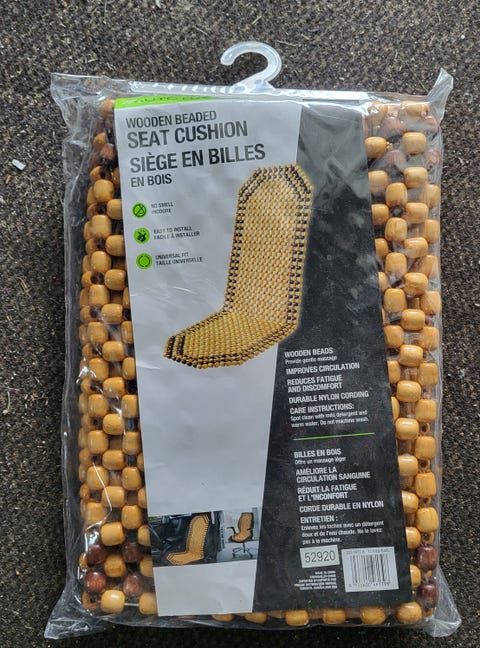 WOODEN BEADED
SEAT CUSHION
SIÈGE EN BILLES
EN BOIS
NO SMELL
INODORE
EASY TO INSTALL
FACILE À INSTALLER
UNIVERSAL FIT
TAILLE UNIVERSELLE
WOODEN BEADS
Provide gentle massage
IMPROVES CIRCULATION
REDUCES FATIGUE
AND DISCOMFORT
DURABLE NYLON CORDING
CARE INSTRUCTIONS:
Spot clean with mild detergent and
warm water. Do not machine wash.
BILLES EN BOIS
Offre un massage léger
AMÉLIORE LA
CIRCULATION SANGUINE
RÉDUIT LA FATIGUE
ET L'INCONFORT
CORDE DURABLE EN NYLON
ENTRETIEN :
Enlevez les taches avec un détergent
doux et de l'eau chaude. Ne le lavez
pas à la machine.
52920